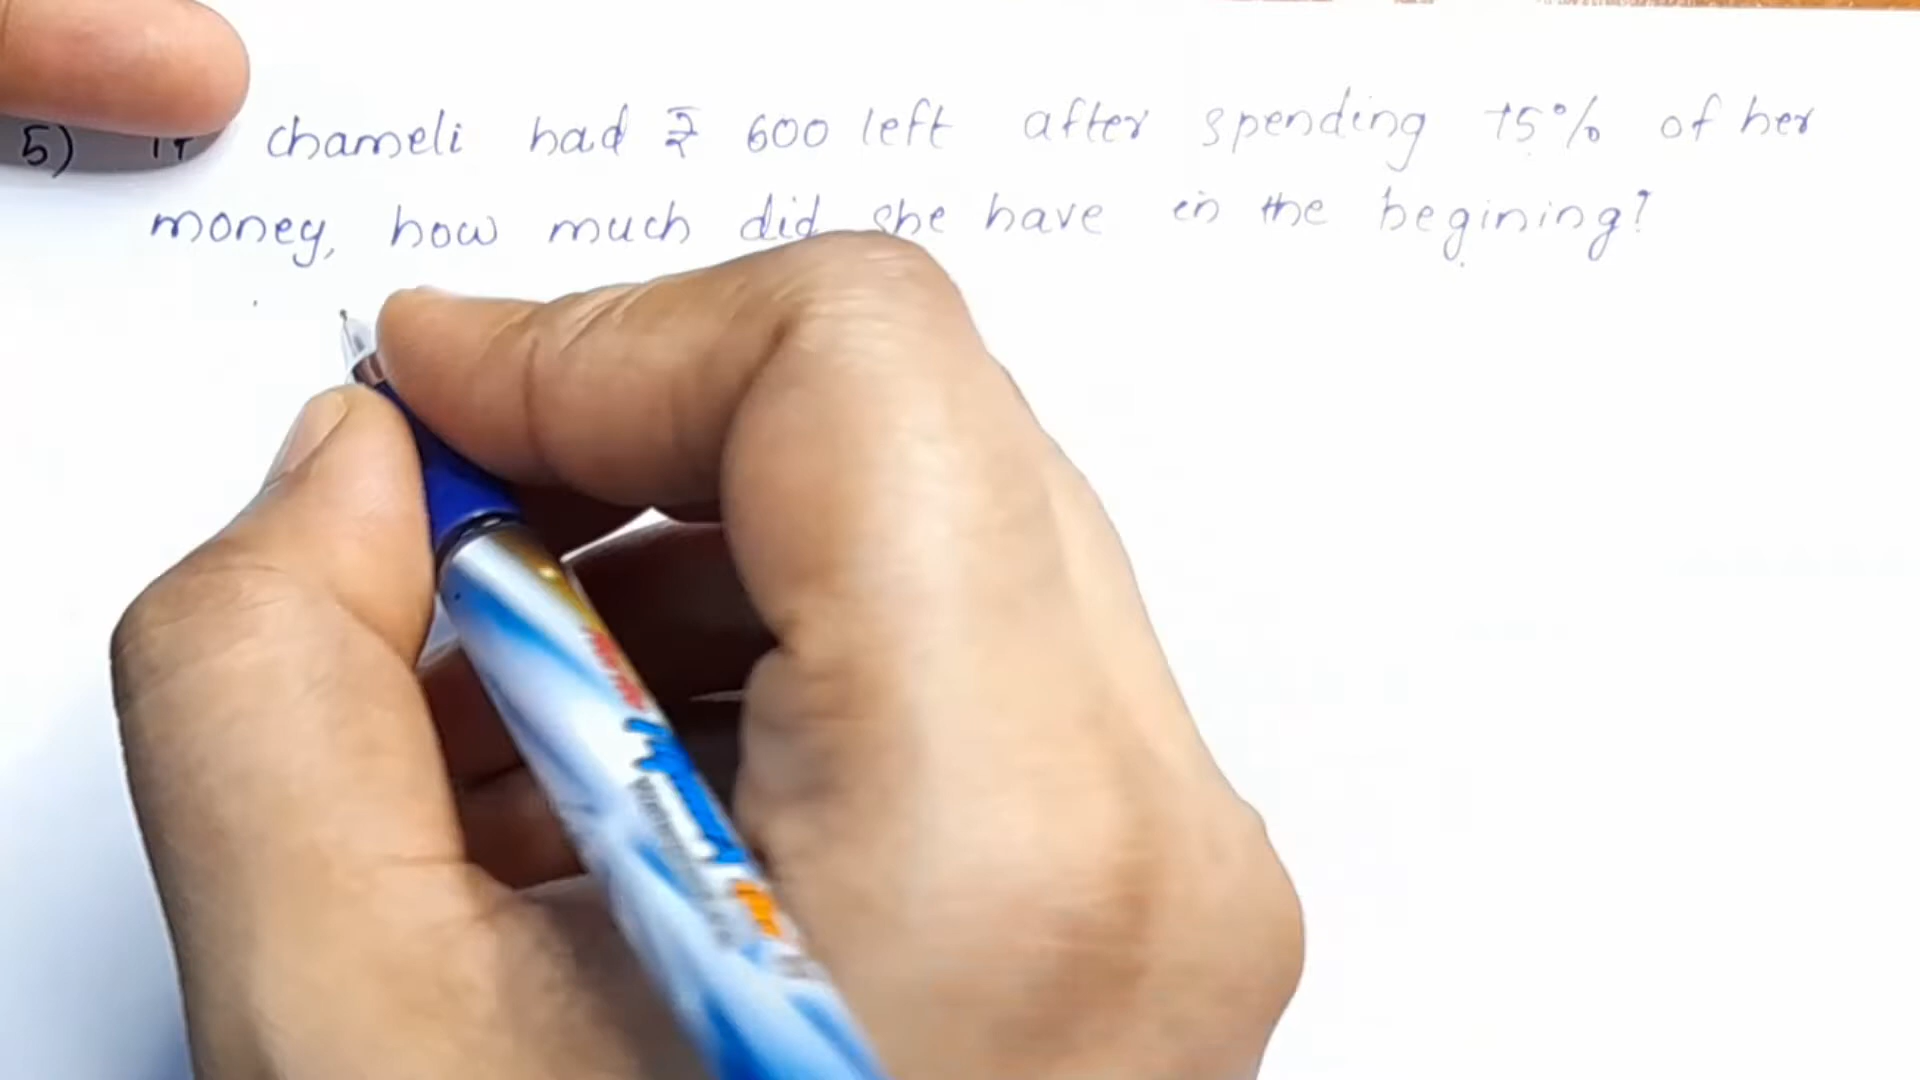 5) If chameli had ₹ 600 left after spending 75% of her
money, how much did she have in the begining?